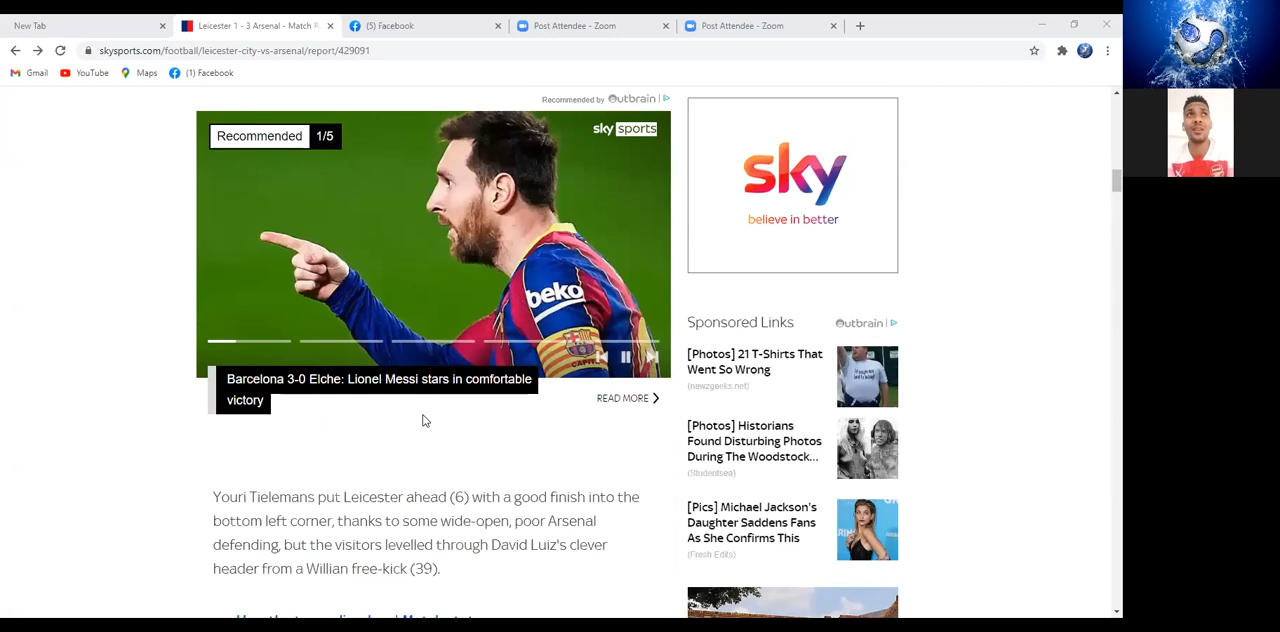 New Tab
Leicester 1 - 3 Arsenal - Match R
(5) Facebook
Post Attendee - Zoom
Post Attendee - Zoom
skysports.com/football/leicester-city-vs-arsenal/report/429091
Gmail
YouTube
Maps
(1) Facebook
Recommended by Outbrain
Recommended 1/5
sky sports
beko
Barcelona 3-0 Elche: Lionel Messi stars in comfortable
victory
READ MORE
sky
believe in better
Sponsored Links
Outbrain
[Photos] 21 T-Shirts That
Went So Wrong
(newzgeeks.net)
[Photos] Historians
Found Disturbing Photos
During The Woodstock...
(Studentsea)
[Pics] Michael Jackson's
Daughter Saddens Fans
As She Confirms This
(Fresh Edits)
Youri Tielemans put Leicester ahead (6) with a good finish into the
bottom left corner, thanks to some wide-open, poor Arsenal
defending, but the visitors levelled through David Luiz's clever
header from a Willian free-kick (39).